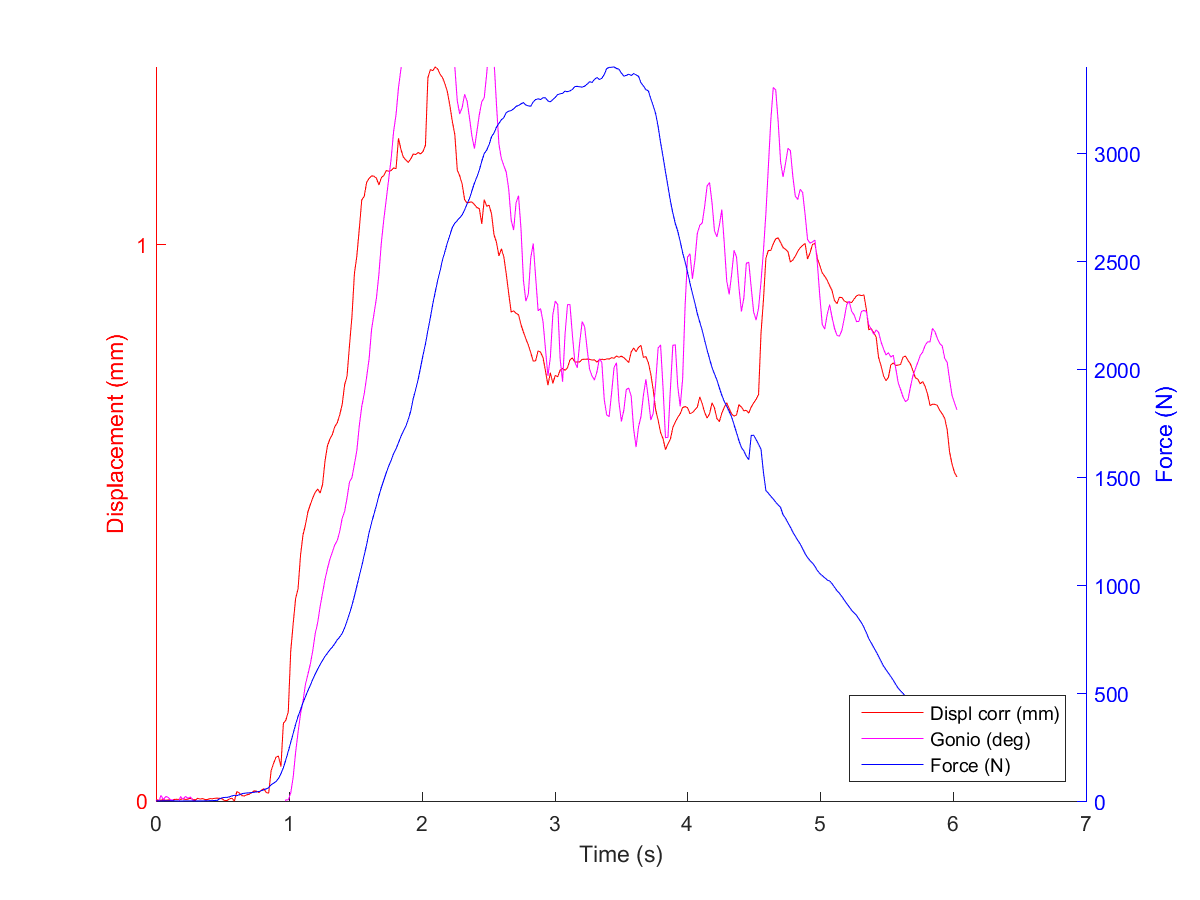 Displacement (mm)
1
0
0 1 2 3 4 5 6 7
Time (s)
3000
2500
2000
1500
1000
500
0
Force (N)
Displ corr (mm)
Gonio (deg)
Force (N)